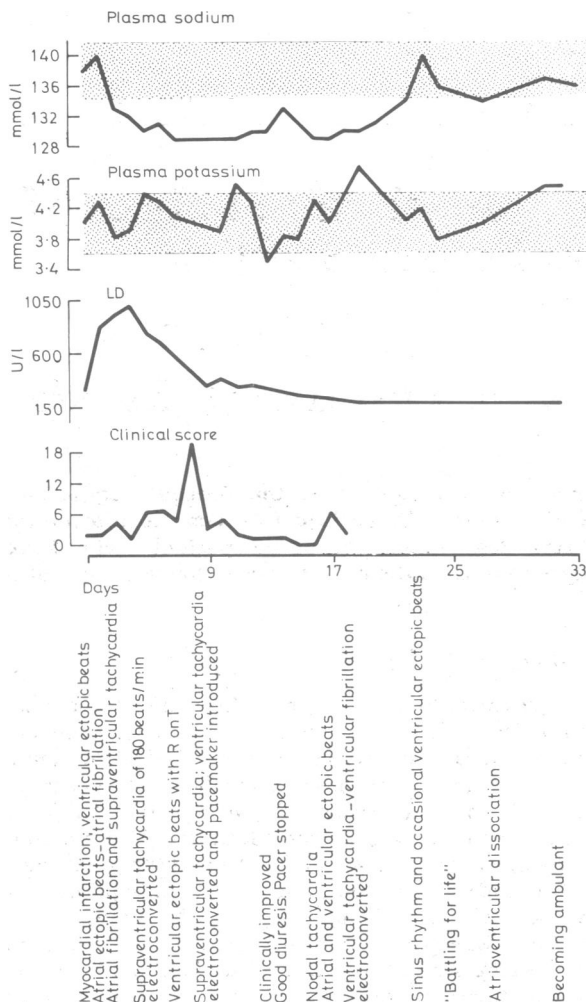 Plasma sodium
140
136
132
128
mmol/l
Plasma potassium
4.6
4.2
3.8
3.4
mmol/l
LD
1050
600
150
U/l
Clinical score
18
12
6
0
9
17
25
33
Days
Myocardial infarction; ventricular ectopic beats
Atrial ectopic beats-atrial fibrillation
Atrial fibrillation and supraventricular tachycardia
Supraventricular tachycardia of 180 beats/min
electroconverted
Ventricular ectopic beats with R on T
Supraventricular tachycardia; ventricular tachycardia
electroconverted and pacemaker introduced
Clinically improved
Good diuresis. Pacer stopped
Nodal tachycardia
Atrial and ventricular ectopic beats
Ventricular tachycardia-ventricular fibrillation
electroconverted
Sinus rhythm and occasional ventricular ectopic beats
"Battling for life"
Atrioventricular dissociation
Becoming ambulant